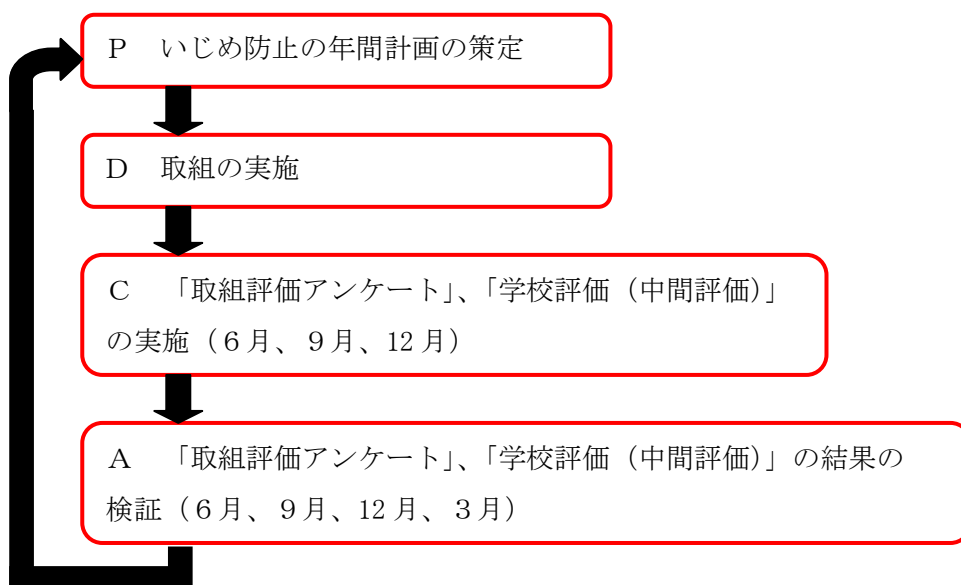 Ｐ　いじめ防止の年間計画の策定
Ｄ　取組の実施
Ｃ　「取組評価アンケート」、「学校評価（中間評価）」
の実施（６月、９月、12 月）
Ａ　「取組評価アンケート」、「学校評価（中間評価）」の結果の
検証（６月、９月、12 月、３月）